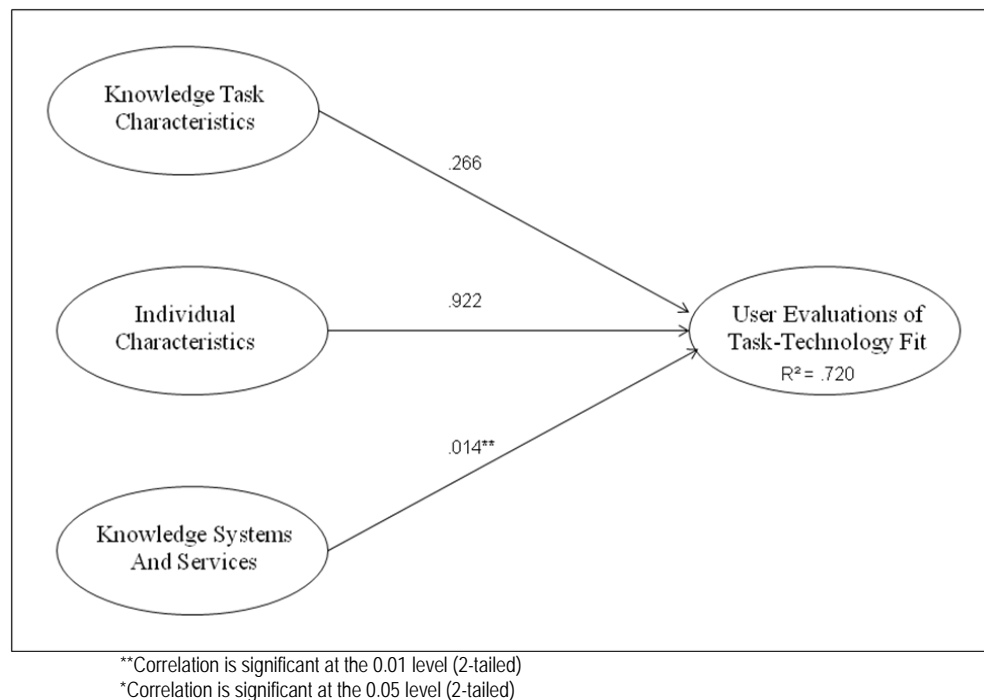 Knowledge Task
Characteristics
.266
Individual
Characteristics
.922
User Evaluations of
Task-Technology Fit
R² = .720
.014**
Knowledge Systems
And Services
**Correlation is significant at the 0.01 level (2-tailed)
*Correlation is significant at the 0.05 level (2-tailed)